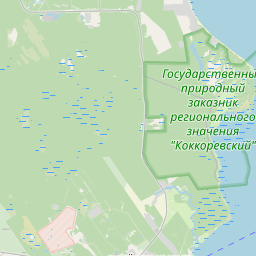 Государственный
природный
заказник
регионального
значения
"Коккоревский"